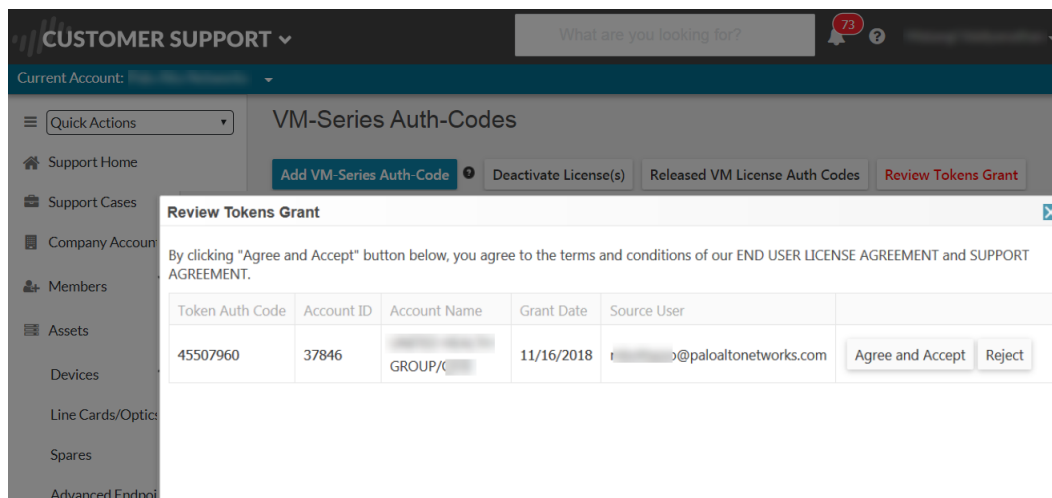 CUSTOMER SUPPORT
What are you looking for?
73
Current Account:
Quick Actions
VM-Series Auth-Codes
Support Home
Add VM-Series Auth-Code
Deactivate License(s)
Released VM License Auth Codes
Review Tokens Grant
Support Cases
Company Accoun
Members
Assets
Devices
Line Cards/Optics
Spares
Advanced Endpoi
Review Tokens Grant
By clicking "Agree and Accept" button below, you agree to the terms and conditions of our END USER LICENSE AGREEMENT and SUPPORT
AGREEMENT.
Token Auth Code Account ID Account Name Grant Date Source User
45507960 37846 GROUP/ 11/16/2018 @paloaltonetworks.com Agree and Accept Reject